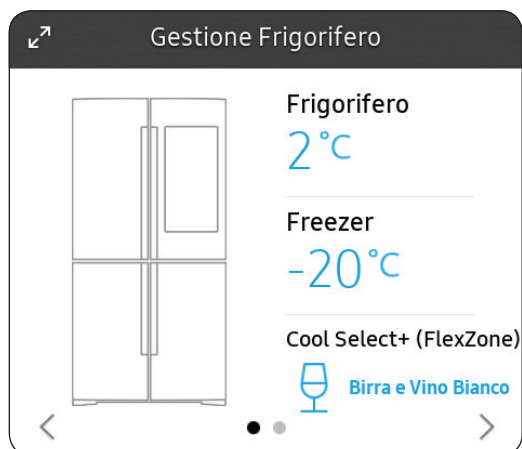 Gestione Frigorifero
Frigorifero
2°C
Freezer
-20°C
Cool Select+ (FlexZone)
Birra e Vino Bianco